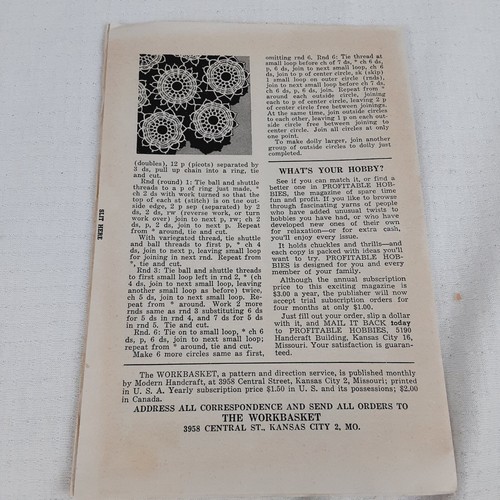 (doubles), 12 p (picots) separated by
3 ds, pull up chain into a ring, tie
and cut.
Rnd (round) 1: Tie ball and shuttle
threads to a p of ring just made, *
ch 2 ds with work turned so that the
top of each st (stitch) is on the out-
side edge, 2 p sep (separated) by 2
ds, 2 ds, rw (reverse work, or turn
work over) join to next p, rw; ch 2
ds, 2 ds, join to next p. Repeat
from * around, tie and cut.
With variegated thread, tie shuttle
and ball threads to first p, * ch 4
ds, join to next p, leaving small loop
for joining in next rnd. Repeat from
*, tie and cut.
Rnd 3: Tie ball and shuttle threads
to first small loop left in rnd 2, * (ch
4 ds, join to next small loop, leaving
another small loop as before) twice,
ch 5 ds, join to next small loop. Re-
peat from * around. Work 2 more
rnds same as rnd 3 substituting 6 ds
for 5 ds in rnd 4, and 7 ds for 5 ds
in rnd 5. Tie and cut.
Rnd. 6: Tie on to small loop, * ch 6
ds, p, 6 ds, join to next small loop;
repeat from * around, tie and cut.
Make 6 more circles same as first,
omitting rnd 6. Rnd 6: Tie thread at
small loop before ch of 7 ds, * ch 6 ds,
p, 6 ds, join to next small loop, ch 6
ds, join to p of center circle, sk (skip)
1 small loop on outer circle (rnds),
join to next small loop before ch 7 ds,
ch 6 ds, p, 6 ds, join. Repeat from *
around each outside circle, joining
each to p of center circle, leaving 2 p
of center circle free between joinings.
At the same time, join outside circles
to each other, leaving 1 p on each out-
side circle free between joining to
center circle. Join all circles at only
one point.
To make doily larger, join another
group of outside circles to doily just
completed.
WHAT'S YOUR HOBBY?
See if you can match it, or find a
better one in PROFITABLE HOB-
BIES, the magazine of spare time
fun and profit. If you like to browse
through fascinating yarns of people
who have added unusual twists to
hobbies you have had, or who have
developed new ones of their own
for relaxation—or for extra cash,
you'll enjoy every issue.
It holds chuckles and thrills—and
each copy is packed with ideas you'll
want to try. PROFITABLE HOB-
BIES is designed for you and every
member of your family.
Although the annual subscription
price to this exciting magazine is
$3.00 a year, the publisher will now
accept trial subscription orders for
four months at only $1.00.
Just fill out your order, slip a dollar
with it, and MAIL IT BACK today
to PROFITABLE HOBBIES, 5190
Handcraft Building, Kansas City 16,
Missouri. Your satisfaction is guaran-
teed.
SLIT HERE
The WORKBASKET, a pattern and direction service, is published monthly
by Modern Handcraft, at 3958 Central Street, Kansas City 2, Missouri; printed
in U. S. A. Yearly subscription price $1.50 in U. S. and its possessions; $2.00
in Canada.
ADDRESS ALL CORRESPONDENCE AND SEND ALL ORDERS TO
THE WORKBASKET
3958 CENTRAL ST., KANSAS CITY 2, MO.